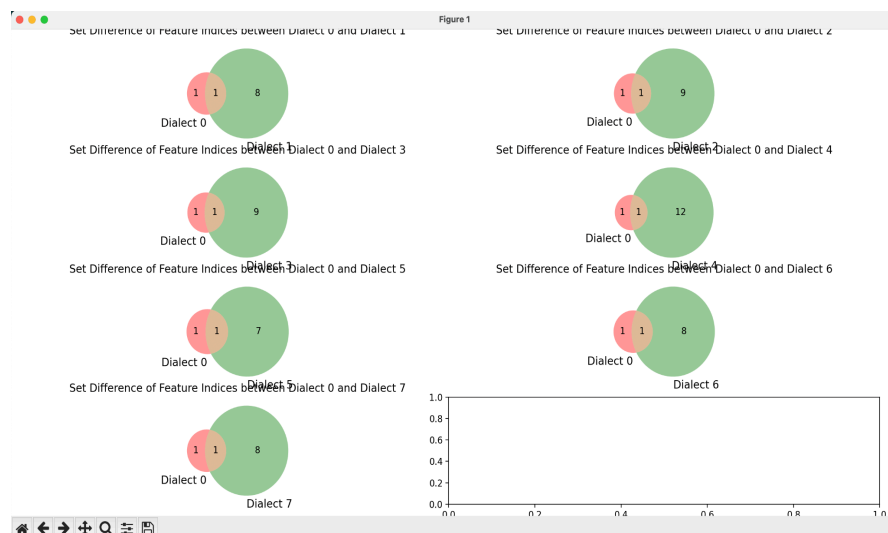 Figure 1
Set Difference of Feature Indices between Dialect 0 and Dialect 1
Set Difference of Feature Indices between Dialect 0 and Dialect 2
1 1 8
1 1 9
Dialect 0
Dialect 0
Dialect 1
Dialect 2
Set Difference of Feature Indices between Dialect 0 and Dialect 3
Set Difference of Feature Indices between Dialect 0 and Dialect 4
1 1 9
1 1 12
Dialect 0
Dialect 0
Dialect 3
Dialect 4
Set Difference of Feature Indices between Dialect 0 and Dialect 5
Set Difference of Feature Indices between Dialect 0 and Dialect 6
1 1 7
1 1 8
Dialect 0
Dialect 0
Dialect 5
Dialect 6
Set Difference of Feature Indices between Dialect 0 and Dialect 7
1 1 8
Dialect 0
Dialect 7
1.0
0.8
0.6
0.4
0.2
0.0
0.0 0.2 0.4 0.6 0.8 1.0